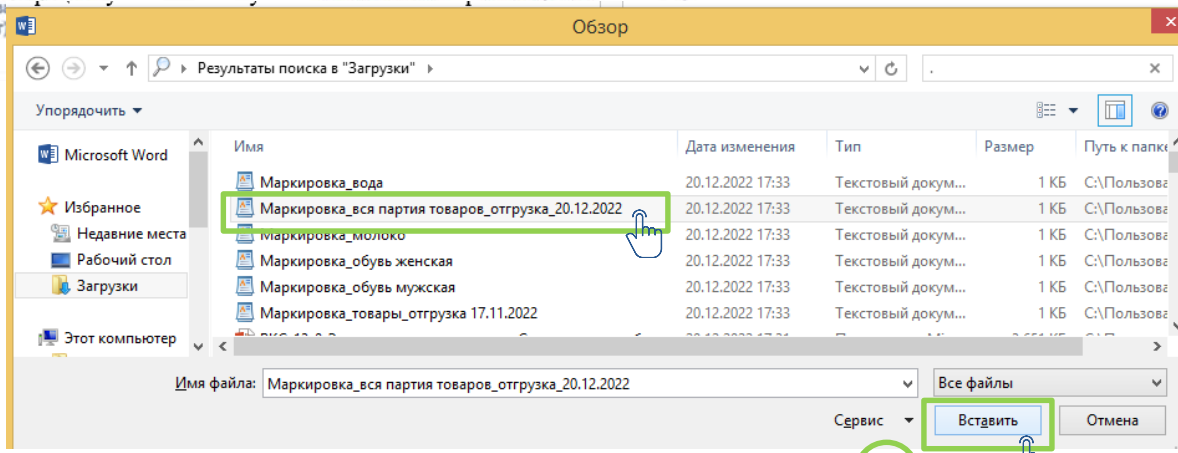 Обзор
Результаты поиска в "Загрузки"
.
Упорядочить
Имя Дата изменения Тип Размер Путь к папке
Microsoft Word
Избранное
Недавние места
Рабочий стол
Загрузки
Этот компьютер
Маркировка_вода 20.12.2022 17:33 Текстовый докум... 1 КБ C:\Пользова
Маркировка_вся партия товаров_отгрузка_20.12.2022 20.12.2022 17:33 Текстовый докум... 1 КБ C:\Пользова
Маркировка_молоко 20.12.2022 17:33 Текстовый докум... 1 КБ C:\Пользова
Маркировка_обувь женская 20.12.2022 17:33 Текстовый докум... 1 КБ C:\Пользова
Маркировка_обувь мужская 20.12.2022 17:33 Текстовый докум... 1 КБ C:\Пользова
Маркировка_товары_отгрузка 17.11.2022 20.12.2022 17:33 Текстовый докум... 1 КБ C:\Пользова
Имя файла: Маркировка_вся партия товаров_отгрузка_20.12.2022 Все файлы
Сервис Вставить Отмена